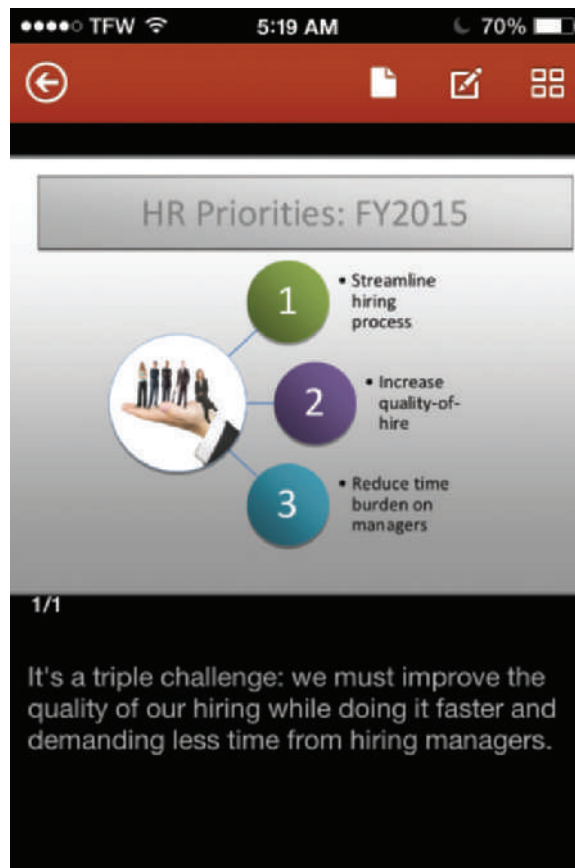 TFW 5:19 AM 70%
HR Priorities: FY2015
1
• Streamline
hiring
process
2
• Increase
quality-of-
hire
3
• Reduce time
burden on
managers
1/1
It's a triple challenge: we must improve the
quality of our hiring while doing it faster and
demanding less time from hiring managers.